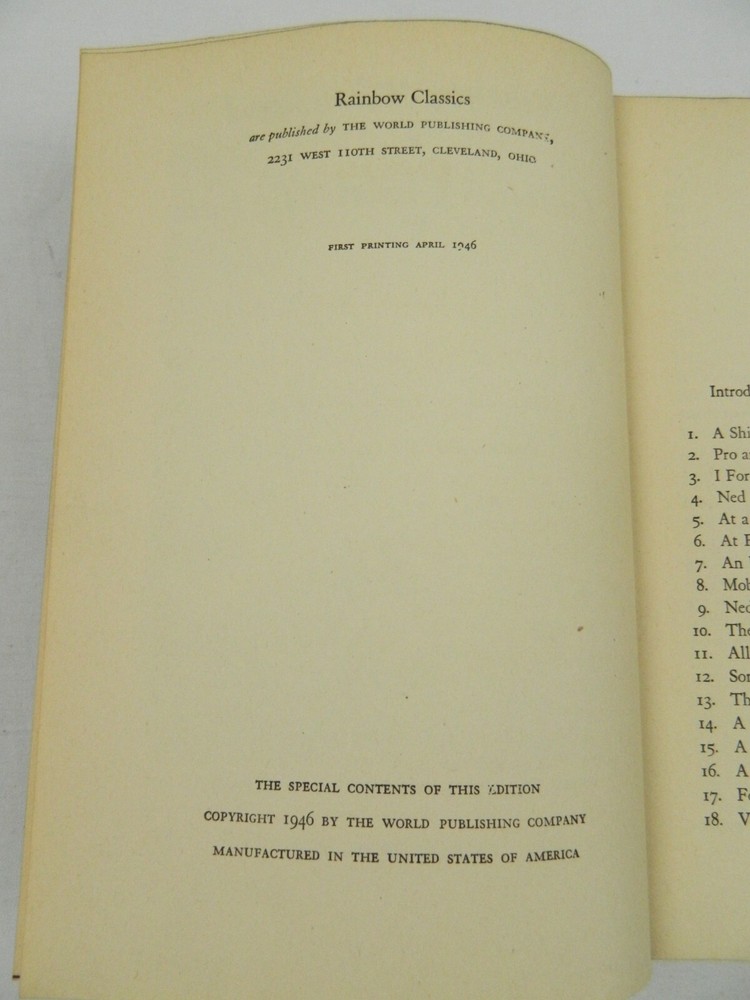 Rainbow Classics
are published by THE WORLD PUBLISHING COMPANY,
2231 WEST 110TH STREET, CLEVELAND, OHIO
FIRST PRINTING APRIL 1946
THE SPECIAL CONTENTS OF THIS EDITION
COPYRIGHT 1946 BY THE WORLD PUBLISHING COMPANY
MANUFACTURED IN THE UNITED STATES OF AMERICA
Introd
1. A Shi
2. Pro a
3. I For
4. Ned
5. At a
6. At
7. An
8. Mob
9. Ned
10. The
11. All
12. Som
13. Th
14. A
15. A
16. A
17. Fo
18. V